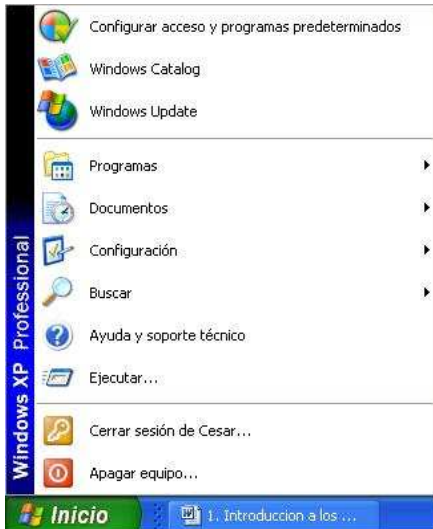 Configurar acceso y programas predeterminados
Windows Catalog
Windows Update
Programas
Documentos
Configuración
Buscar
Ayuda y soporte técnico
Ejecutar...
Cerrar sesión de Cesar...
Apagar equipo...
Windows XP Professional
Inicio
1. Introduccion a los ...